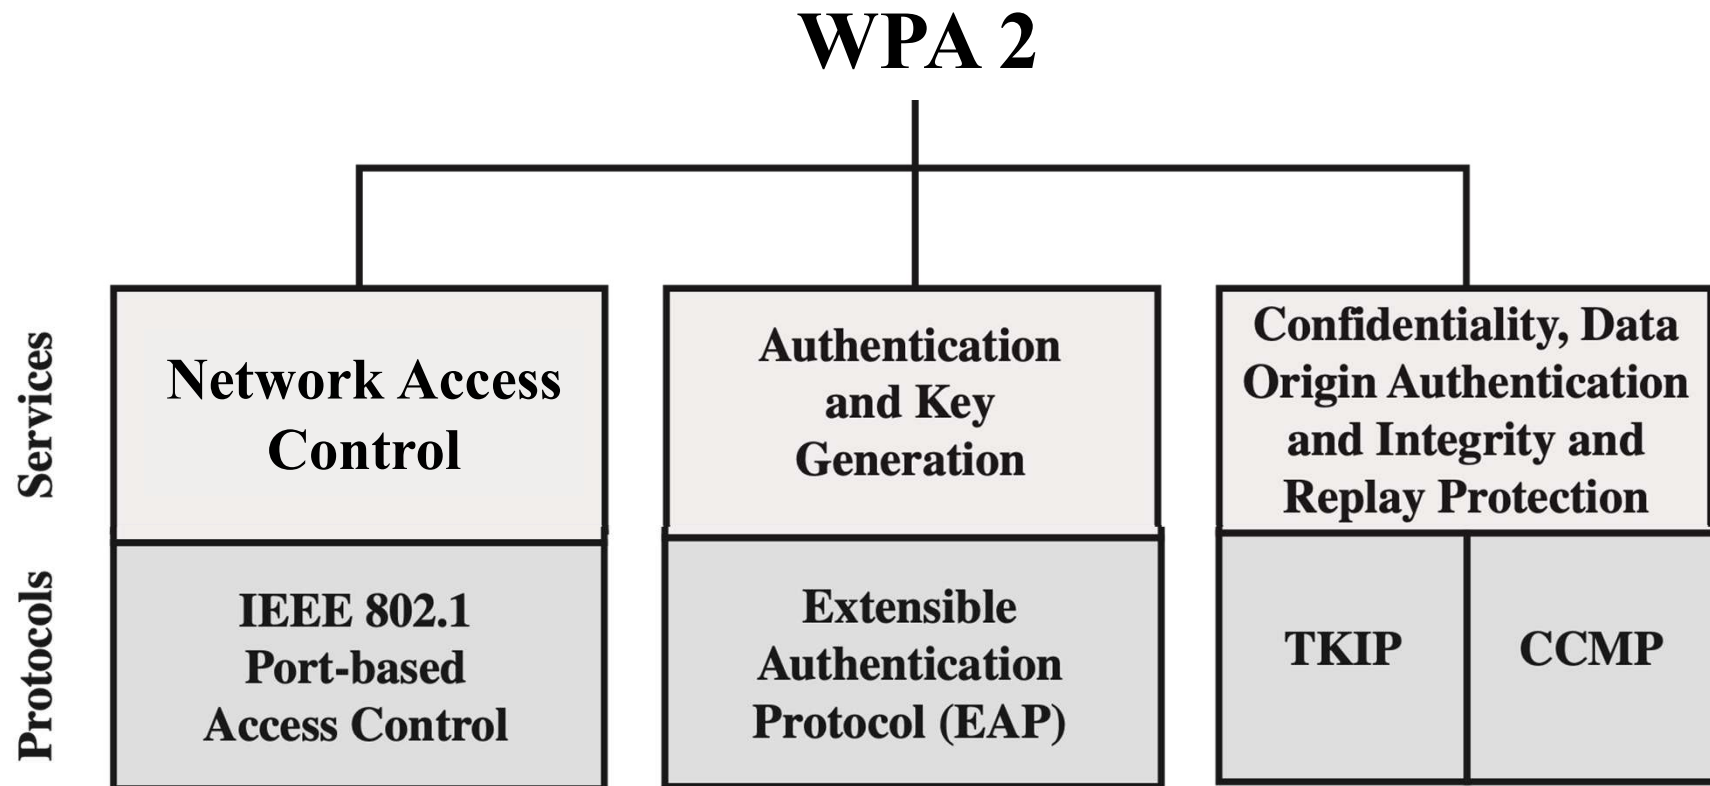 WPA 2
Services
Network Access
Control
Authentication
and Key
Generation
Confidentiality, Data
Origin Authentication
and Integrity and
Replay Protection
Protocols
IEEE 802.1
Port-based
Access Control
Extensible
Authentication
Protocol (EAP)
TKIP
CCMP